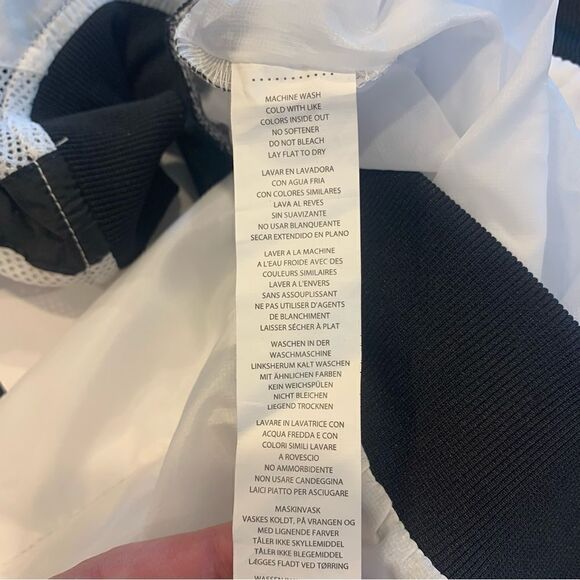 MACHINE WASH
COLD WITH LIKE
COLORS INSIDE OUT
NO SOFTENER
DO NOT BLEACH
LAY FLAT TO DRY
LAVAR EN LAVADORA
CON AGUA FRIA
CON COLORES SIMILARES
LAVA AL REVES
SIN SUAVIZANTE
NO USAR BLANQUEANTE
SECAR EXTENDIDO EN PLANO
LAVER A LA MACHINE
A L'EAU FROIDE AVEC DES
COULEURS SIMILAIRES
LAVER A L'ENVERS
SANS ASSOUPLISSANT
NE PAS UTILISER D'AGENTS
DE BLANCHIMENT
LAISSER SÉCHER À PLAT
WASCHEN IN DER
WASCHMASCHINE
LINKSHERUM KALT WASCHEN
MIT ÄHNLICHEN FARBEN
KEIN WEICHSPÜLEN
NICHT BLEICHEN
LIEGEND TROCKNEN
LAVARE IN LAVATRICE CON
ACQUA FREDDA E CON
COLORI SIMILI LAVARE
A ROVESCIO
NO AMMORBIDENTE
NON USARE CANDEGGINA
LAICI PIATTO PER ASCIUGARE
MASKINVASK
VASKES KOLDT, PÅ VRANGEN OG
MED LIGNENDE FARVER
TÅLER IKKE SKYLLEMIDDEL
TÅLER IKKE BLEGEMIDDEL
LÆGGES FLADT VED TØRRING